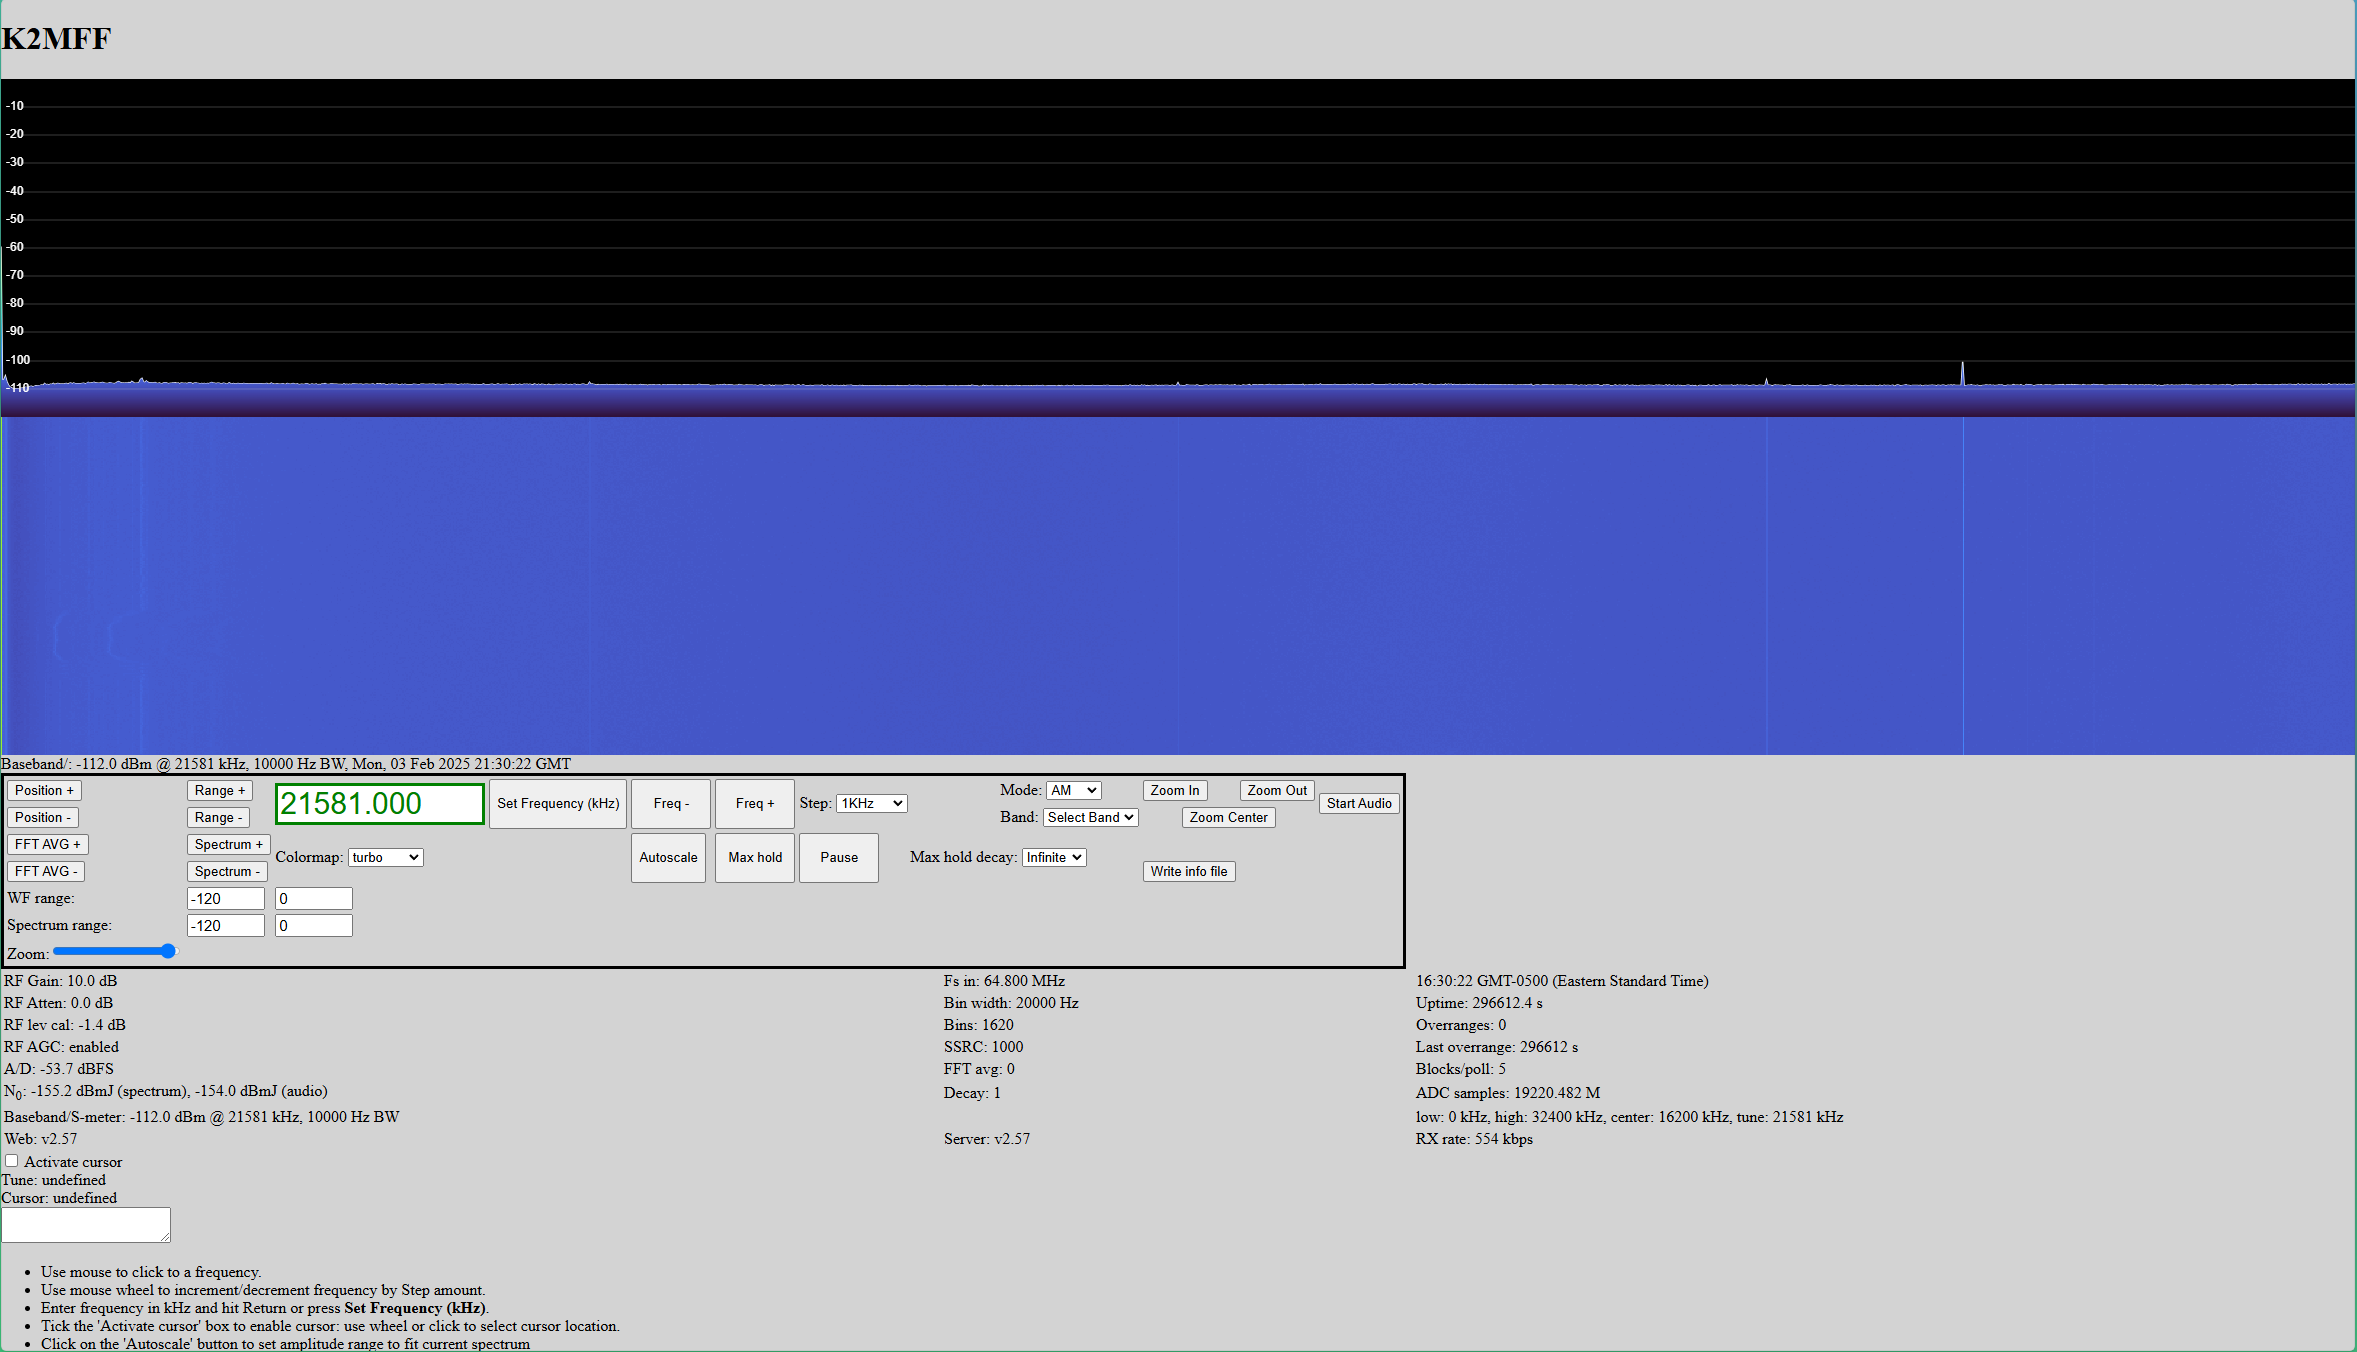 K2MFF
-10
-20
-30
-40
-50
-60
-70
-80
-90
-100
-110
Baseband/: -112.0 dBm @ 21581 kHz, 10000 Hz BW, Mon, 03 Feb 2025 21:30:22 GMT
Position + Range + 21581.000 Set Frequency (kHz) Freq - Freq + Step: 1KHz Mode: AM Zoom In Zoom Out Start Audio
Position - Range - Band: Select Band Zoom Center
FFT AVG + Spectrum + Colormap: turbo Autoscale Max hold Pause Max hold decay: Infinite
FFT AVG - Spectrum - Write info file
WF range: -120 0
Spectrum range: -120 0
Zoom:
RF Gain: 10.0 dB Fs in: 64.800 MHz 16:30:22 GMT-0500 (Eastern Standard Time)
RF Atten: 0.0 dB Bin width: 20000 Hz Uptime: 296612.4 s
RF lev cal: -1.4 dB Bins: 1620 Overranges: 0
RF AGC: enabled SSRC: 1000 Last overrange: 296612 s
A/D: -53.7 dBFS FFT avg: 0 Blocks/poll: 5
N0: -155.2 dBmJ (spectrum), -154.0 dBmJ (audio) Decay: 1 ADC samples: 19220.482 M
Baseband/S-meter: -112.0 dBm @ 21581 kHz, 10000 Hz BW low: 0 kHz, high: 32400 kHz, center: 16200 kHz, tune: 21581 kHz
Web: v2.57 Server: v2.57 RX rate: 554 kbps
Activate cursor
Tune: undefined
Cursor: undefined
• Use mouse to click to a frequency.
• Use mouse wheel to increment/decrement frequency by Step amount.
• Enter frequency in kHz and hit Return or press Set Frequency (kHz).
• Tick the 'Activate cursor' box to enable cursor: use wheel or click to select cursor location.
• Click on the 'Autoscale' button to set amplitude range to fit current spectrum